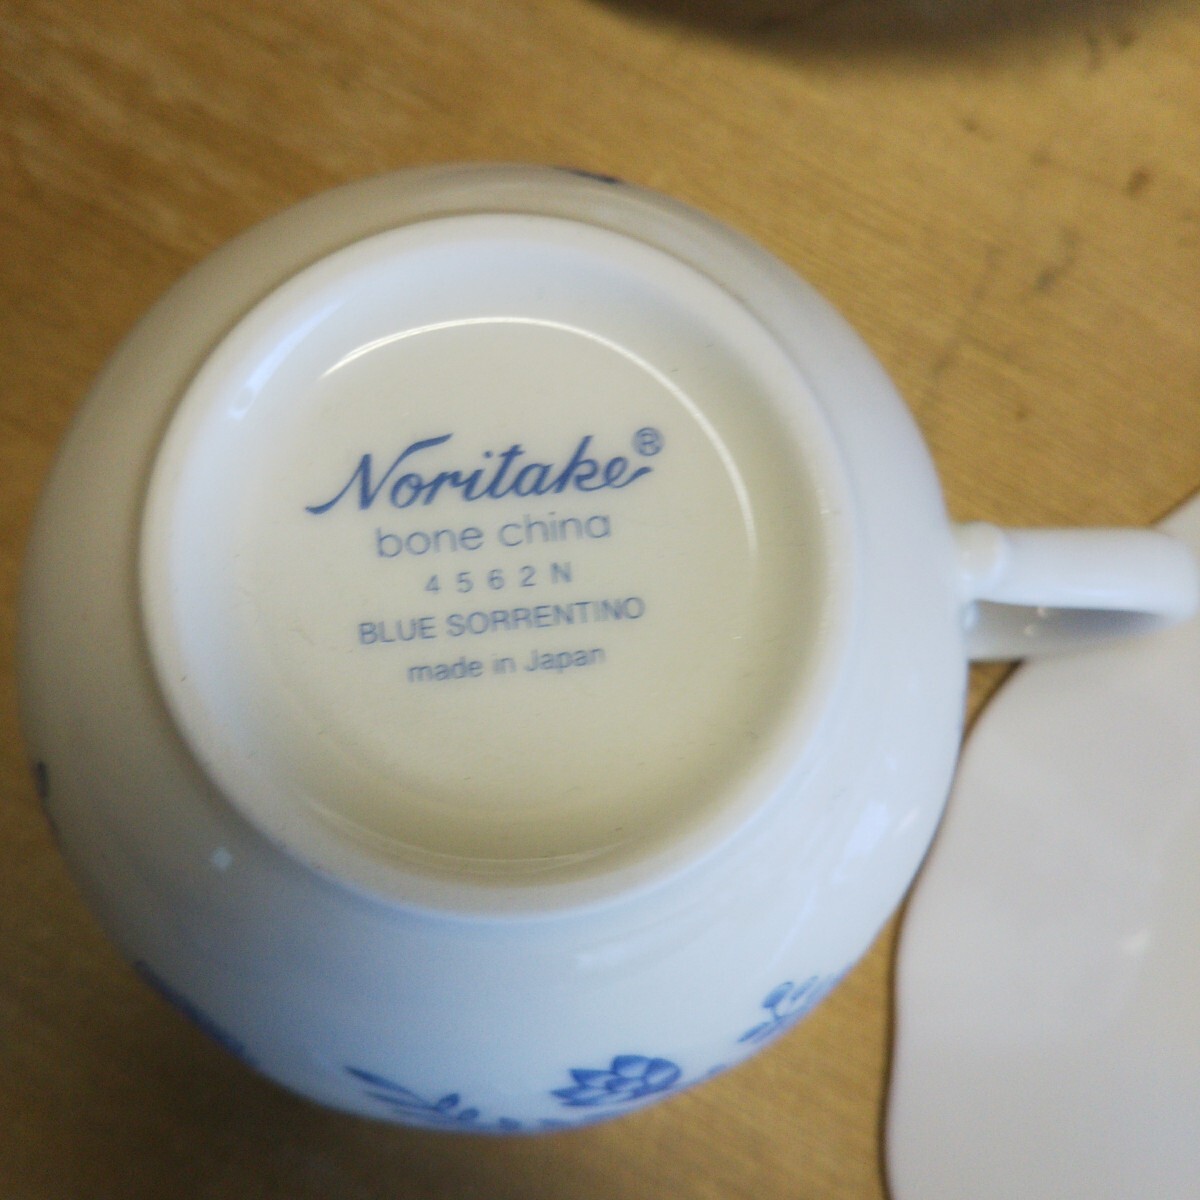 Noritake®
bone china
4562N
BLUE SORRENTINO
made in Japan